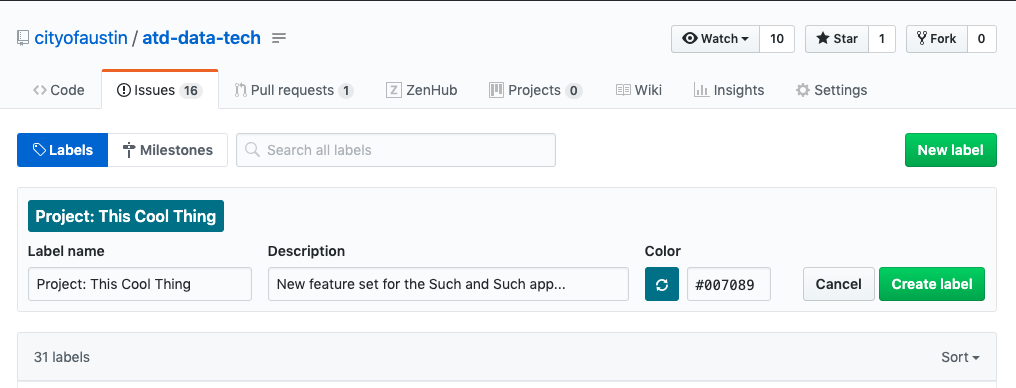 cityofaustin / atd-data-tech
Watch 10 Star 1 Fork 0
Code Issues 16 Pull requests 1 ZenHub Projects 0 Wiki Insights Settings
Labels Milestones Search all labels New label
Project: This Cool Thing
Label name Description Color
Project: This Cool Thing New feature set for the Such and Such app... #007089 Cancel Create label
31 labels Sort